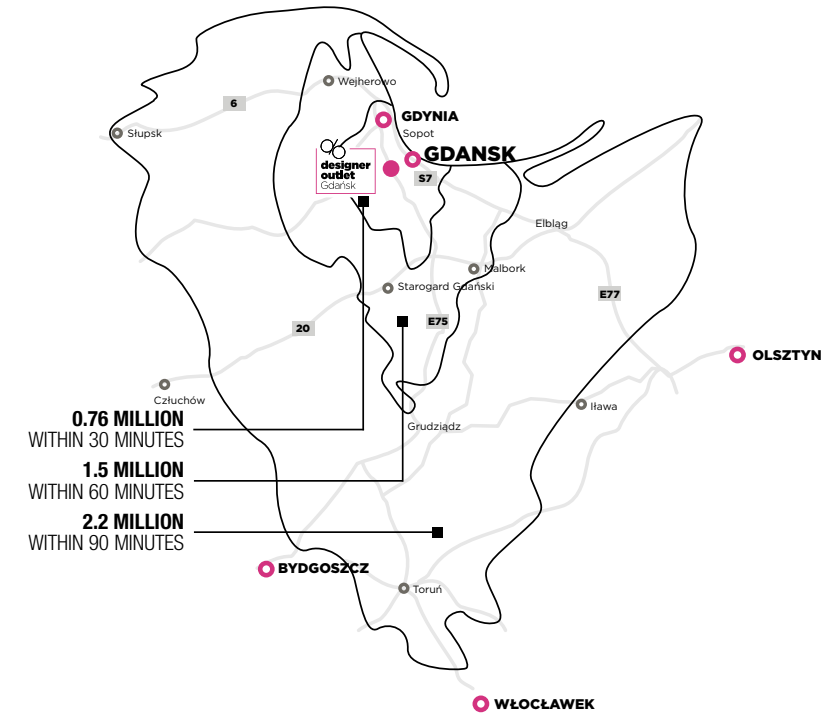 Wejherowo
6
GDYNIA
Słupsk
Sopot
GDANSK
designer
outlet
Gdańsk
S7
Elbląg
Malbork
Starogard Gdański
E77
E75
20
OLSZTYN
Człuchów
Iława
0.76 MILLION
WITHIN 30 MINUTES
Grudziądz
1.5 MILLION
WITHIN 60 MINUTES
2.2 MILLION
WITHIN 90 MINUTES
BYDGOSZCZ
Toruń
WŁOCŁAWEK